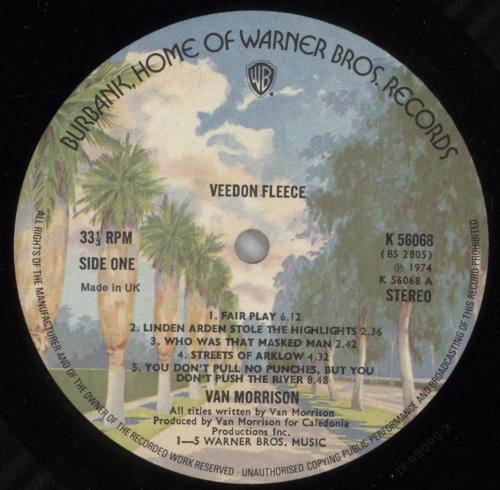 BURBANK, HOME OF WARNER BROS. RECORDS
WB
VEEDON FLEECE
33⅓ RPM
SIDE ONE
Made in UK
K 56068
(BS 2805)
℗ 1974
K 56068 A
STEREO
1. FAIR PLAY 6.12
2. LINDEN ARDEN STOLE THE HIGHLIGHTS 2.36
3. WHO WAS THAT MASKED MAN 2.42
4. STREETS OF ARKLOW 4.32
5. YOU DON'T PULL NO PUNCHES, BUT YOU
DON'T PUSH THE RIVER 8.48
VAN MORRISON
All titles written by Van Morrison
Produced by Van Morrison for Caledonia
Productions Inc.
1—5 WARNER BROS. MUSIC
ALL RIGHTS OF THE MANUFACTURER AND OF THE OWNER OF THE RECORDED WORK RESERVED · UNAUTHORISED COPYING PUBLIC PERFORMANCE AND BROADCASTING OF THIS RECORD PROHIBITED